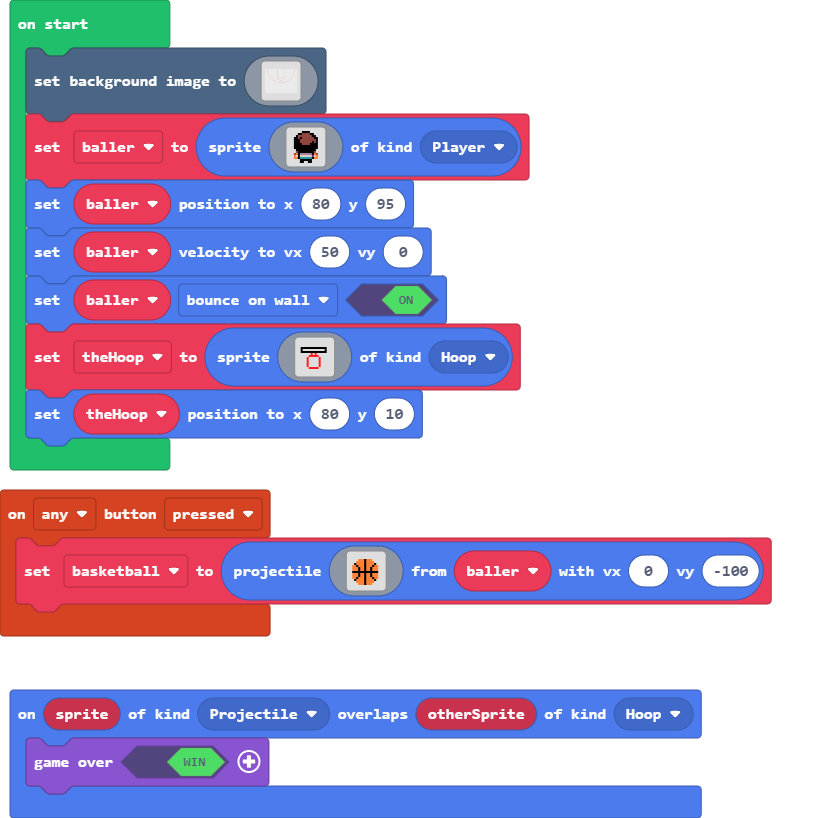 on start
set background image to
set baller to sprite of kind Player
set baller position to x 80 y 95
set baller velocity to vx 50 vy 0
set baller bounce on wall ON
set theHoop to sprite of kind Hoop
set theHoop position to x 80 y 10
on any button pressed
set basketball to projectile from baller with vx 0 vy -100
on sprite of kind Projectile overlaps otherSprite of kind Hoop
game over WIN